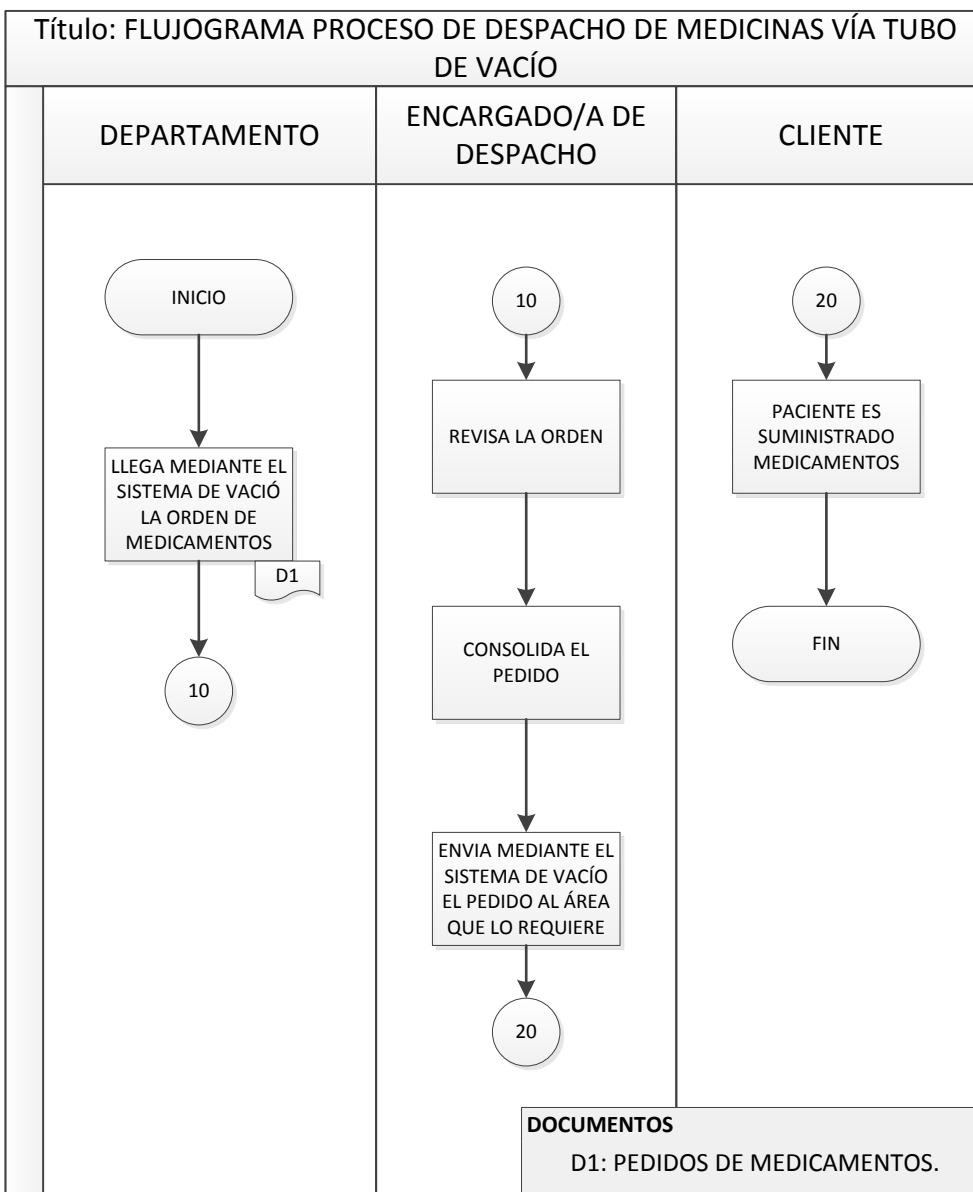 Título: FLUJOGRAMA PROCESO DE DESPACHO DE MEDICINAS VÍA TUBO
DE VACÍO
DEPARTAMENTO
ENCARGADO/A DE
DESPACHO
CLIENTE
INICIO
LLEGA MEDIANTE EL
SISTEMA DE VACIÓ
LA ORDEN DE
MEDICAMENTOS
D1
10
10
REVISA LA ORDEN
CONSOLIDA EL
PEDIDO
ENVIA MEDIANTE EL
SISTEMA DE VACÍO
EL PEDIDO AL ÁREA
QUE LO REQUIERE
20
20
PACIENTE ES
SUMINISTRADO
MEDICAMENTOS
FIN
DOCUMENTOS
D1: PEDIDOS DE MEDICAMENTOS.